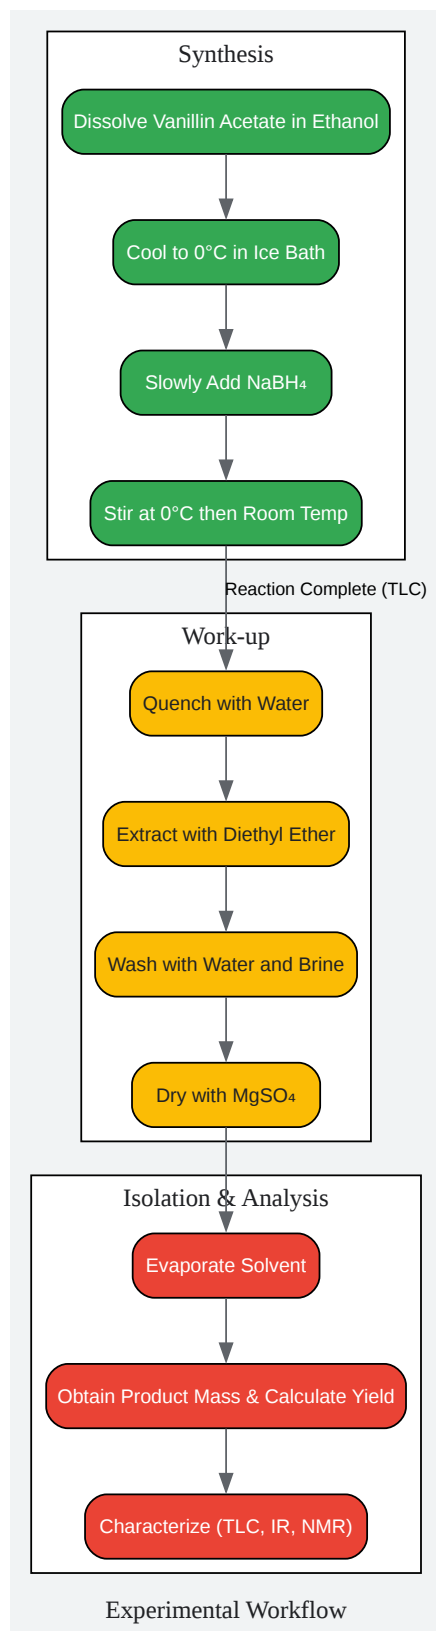 Synthesis
Dissolve Vanillin Acetate in Ethanol
Cool to 0°C in Ice Bath
Slowly Add NaBH₄
Stir at 0°C then Room Temp
Reaction Complete (TLC)
Work-up
Quench with Water
Extract with Diethyl Ether
Wash with Water and Brine
Dry with MgSO₄
Isolation & Analysis
Evaporate Solvent
Obtain Product Mass & Calculate Yield
Characterize (TLC, IR, NMR)
Experimental Workflow